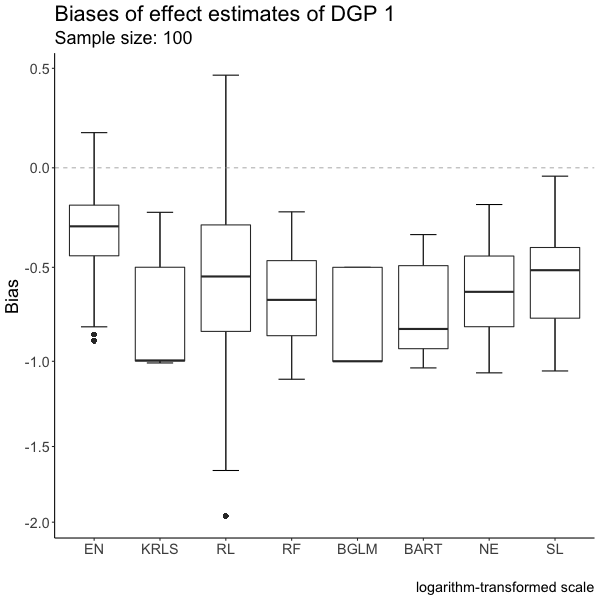 Biases of effect estimates of DGP 1
Sample size: 100
Bias
0.5
0.0
-0.5
-1.0
-1.5
-2.0
EN KRLS RL RF BGLM BART NE SL
logarithm-transformed scale